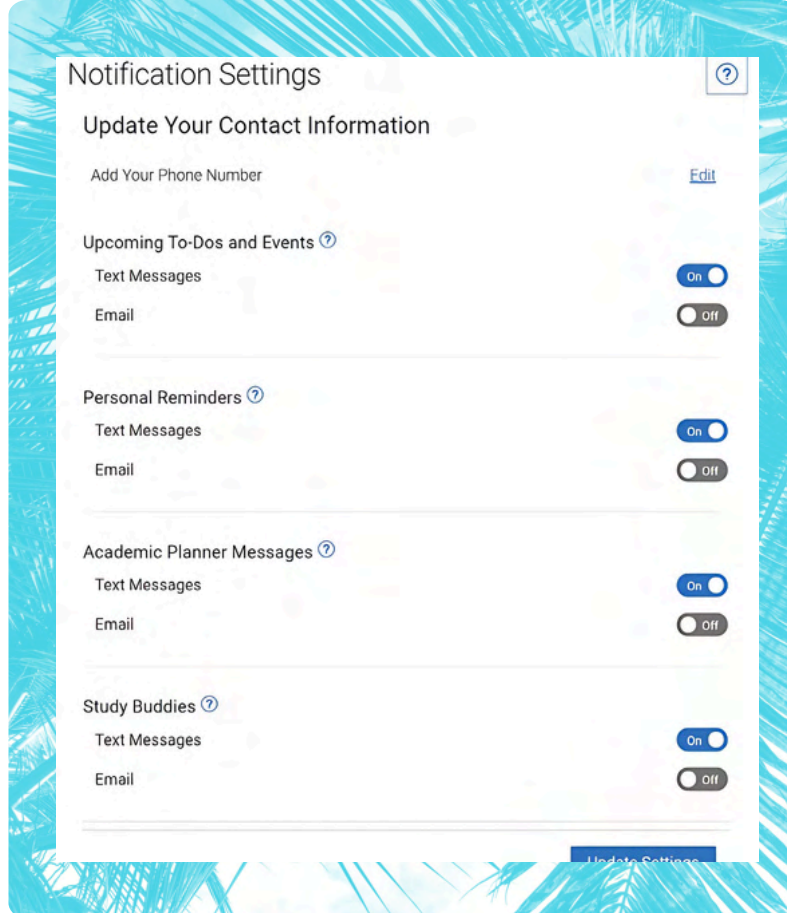 Notification Settings
?
Update Your Contact Information
Add Your Phone Number Edit
Upcoming To-Dos and Events ?
Text Messages On
Email Off
Personal Reminders ?
Text Messages On
Email Off
Academic Planner Messages ?
Text Messages On
Email Off
Study Buddies ?
Text Messages On
Email Off
Update Settings